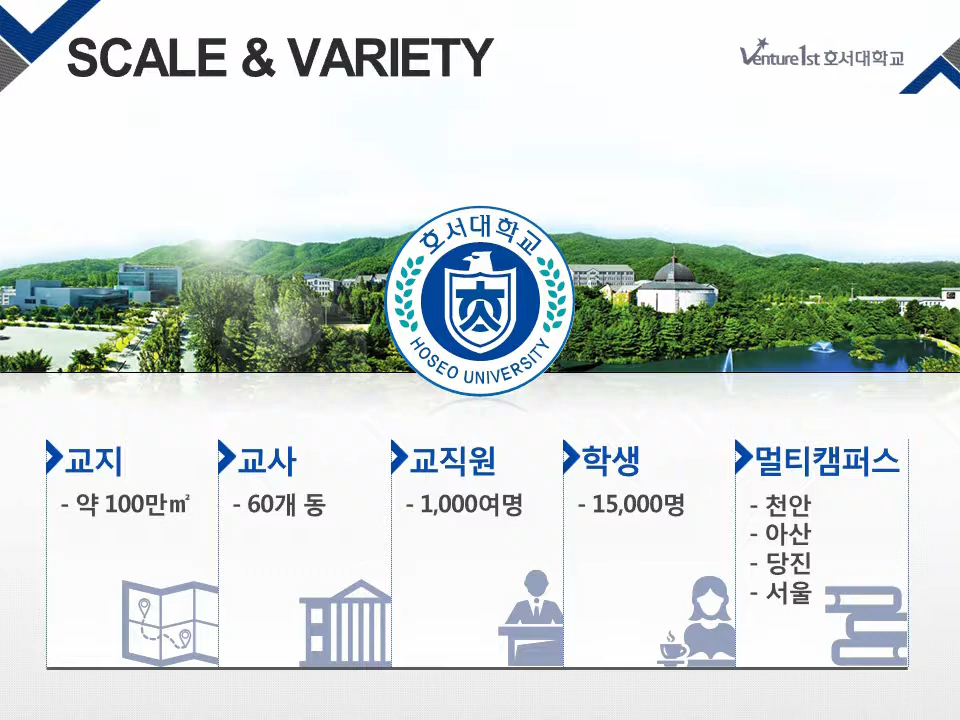 SCALE & VARIETY
Venture 1st 호서대학교
호서대학교
HOSEO UNIVERSITY
교지
- 약 100만㎡
교사
- 60개 동
교직원
- 1,000여명
학생
- 15,000명
멀티캠퍼스
- 천안
- 아산
- 당진
- 서울